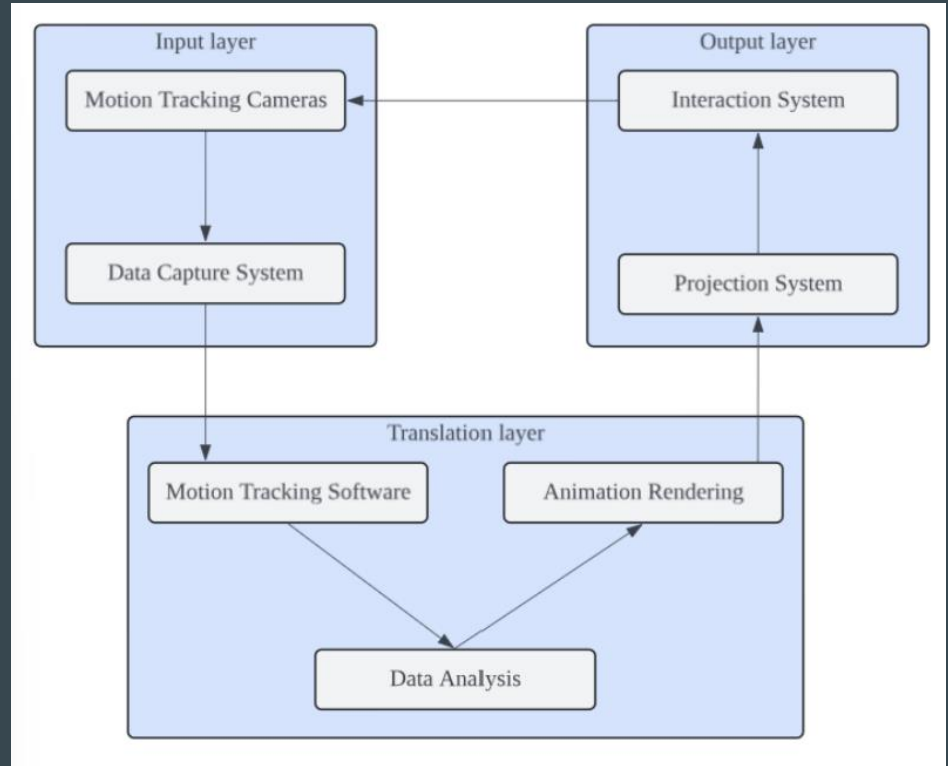 Input layer
Motion Tracking Cameras
Data Capture System
Output layer
Interaction System
Projection System
Translation layer
Motion Tracking Software
Animation Rendering
Data Analysis